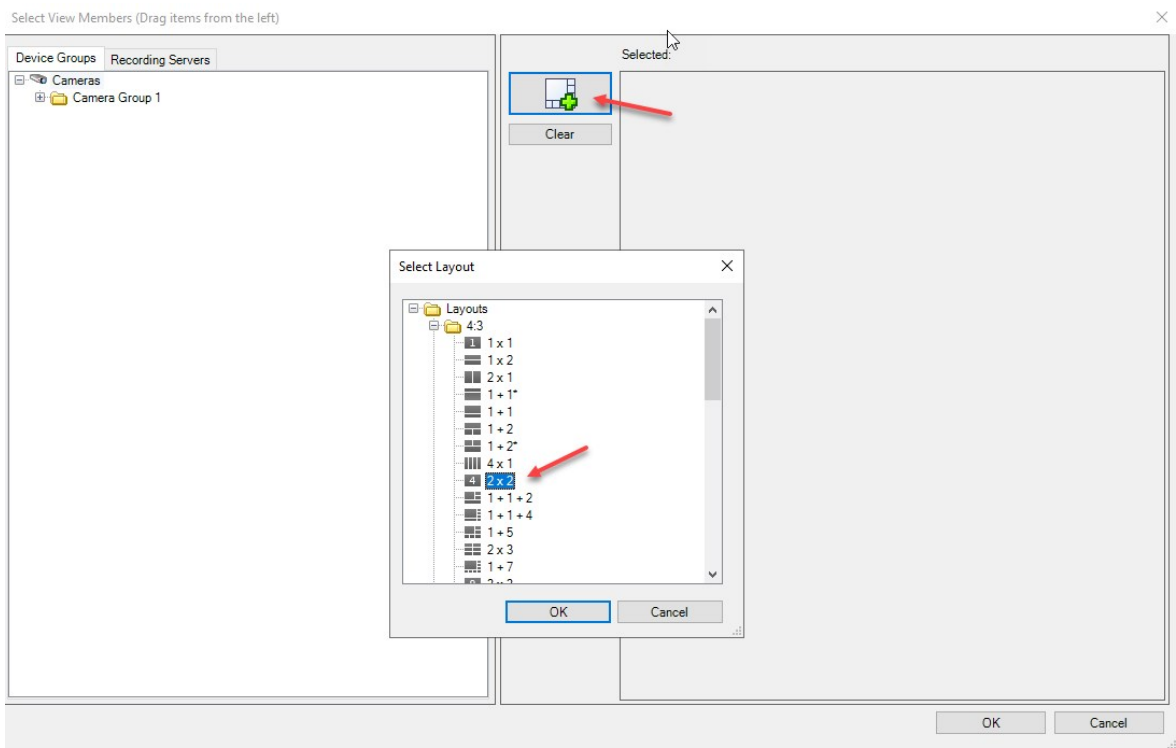 Select View Members (Drag items from the left)
Device Groups
Recording Servers
Selected:
Cameras
Camera Group 1
Clear
Select Layout
Layouts
4:3
1 1 x 1
1 x 2
2 x 1
1 + 1*
1 + 1
1 + 2
1 + 2*
4 x 1
4 2 x 2
1 + 1 + 2
1 + 1 + 4
1 + 5
2 x 3
1 + 7
OK
Cancel
OK
Cancel